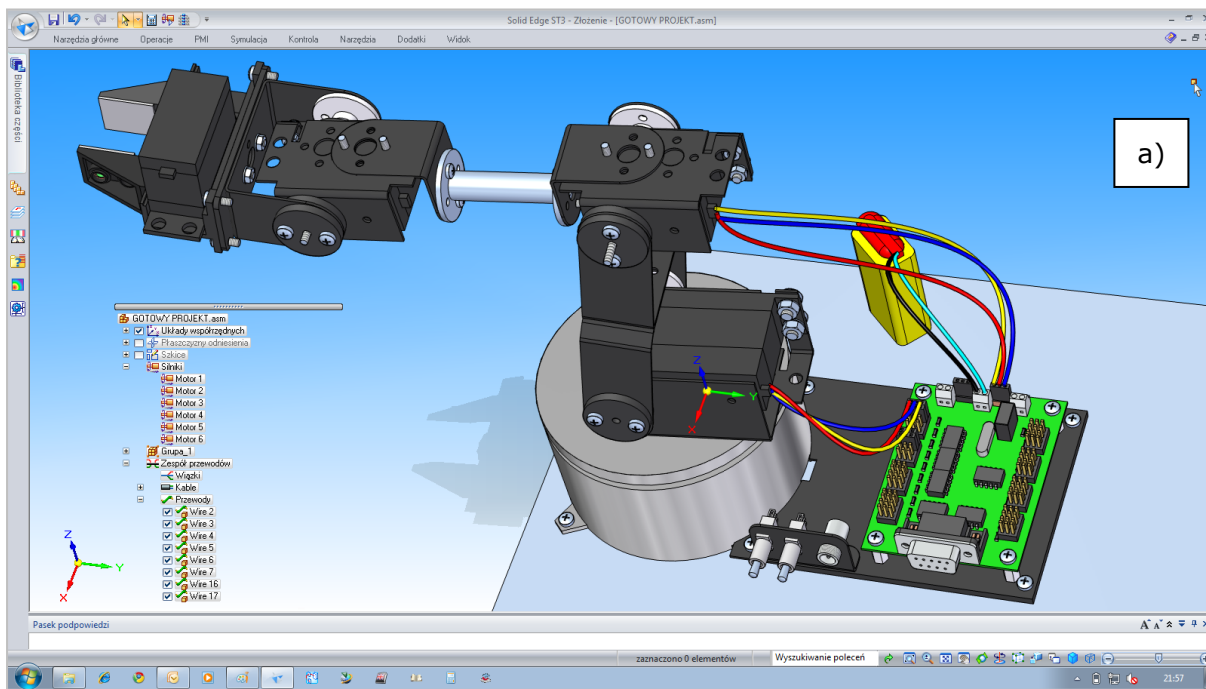 Solid Edge ST3 - Złożenie - [GOTOWY PROJEKT.asm]
Narzędzia główne Operacje PMI Symulacja Kontrola Narzędzia Dodatki Widok
Biblioteka części
a)
GOTOWY PROJEKT.asm
Układy współrzędnych
Płaszczyzny odniesienia
Szkice
Silniki
Motor 1
Motor 2
Motor 3
Motor 4
Motor 5
Motor 6
Grupa_1
Zespół przewodów
Wiązki
Kable
Przewody
Wire 2
Wire 3
Wire 4
Wire 5
Wire 6
Wire 7
Wire 16
Wire 17
Z
Y
X
Z
Y
X
Pasek podpowiedzi
zaznaczono 0 elementów
Wyszukiwanie poleceń
21:57